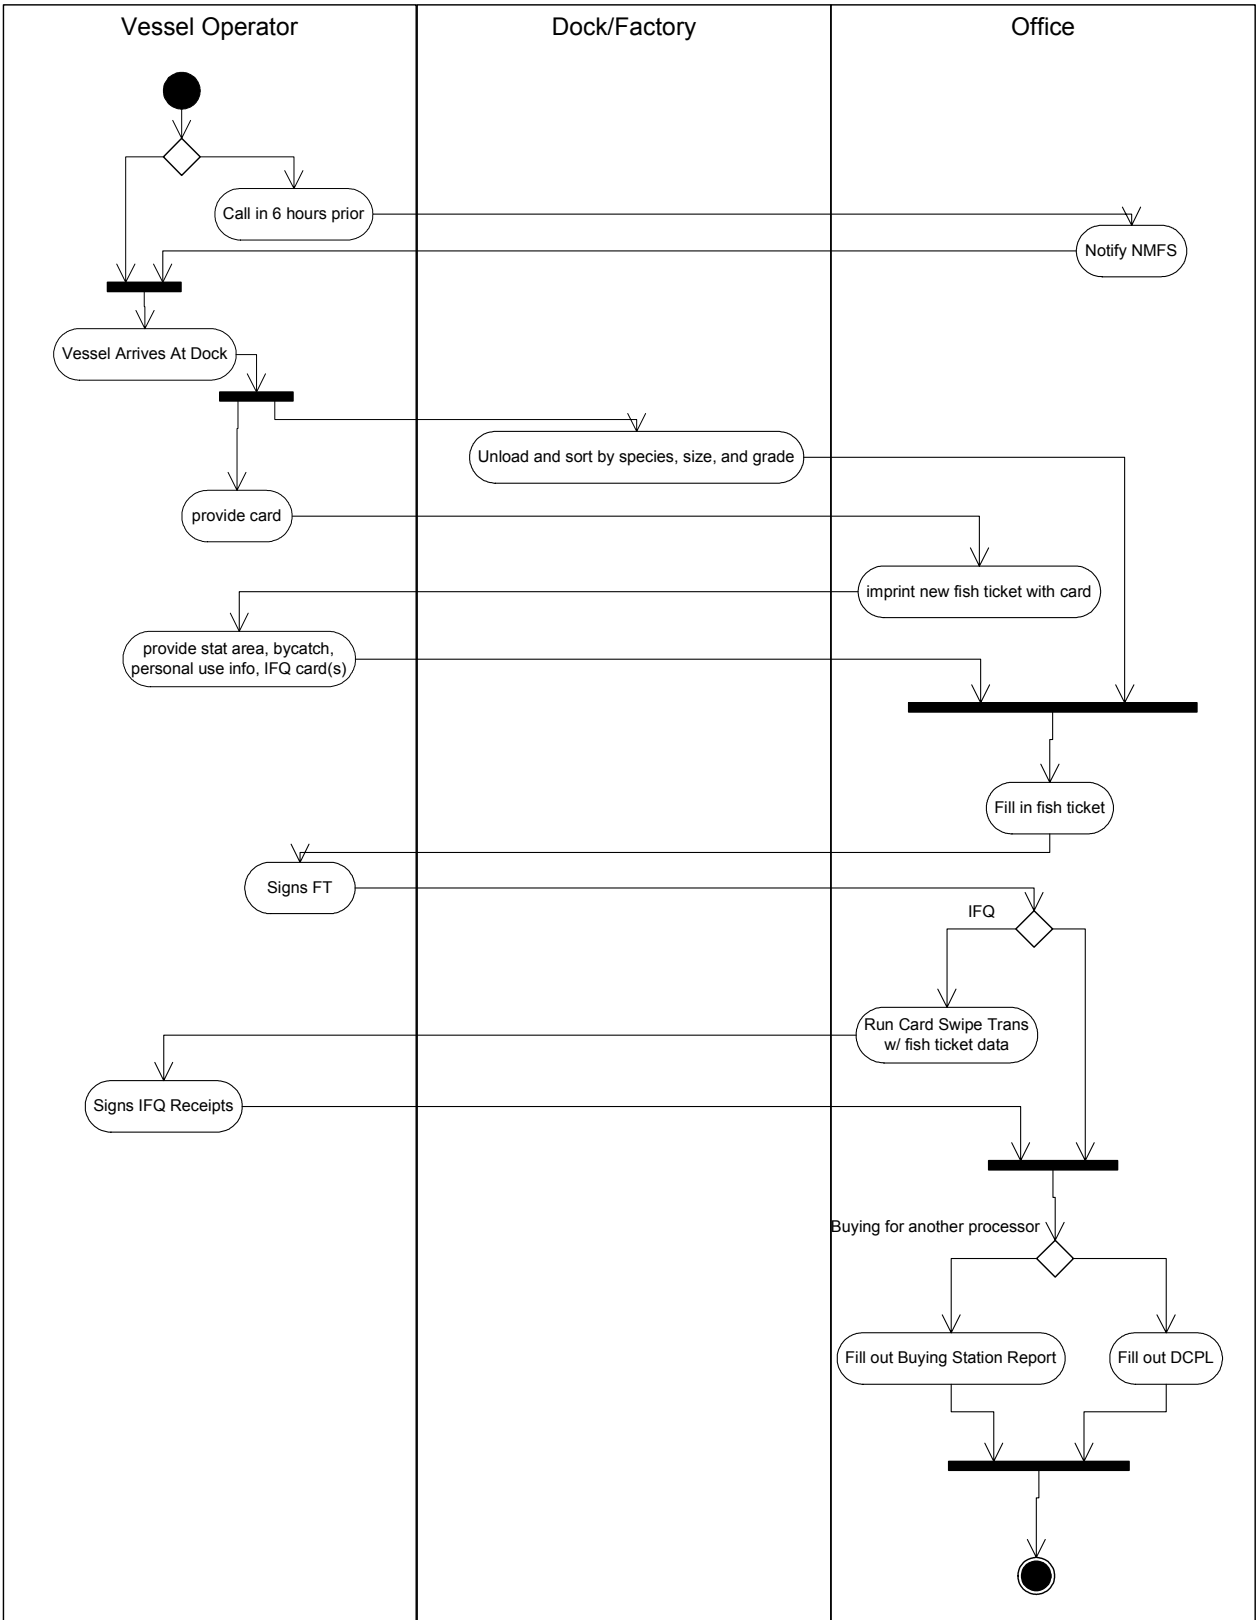 Vessel Operator
Dock/Factory
Office
Call in 6 hours prior
Notify NMFS
Vessel Arrives At Dock
Unload and sort by species, size, and grade
provide card
imprint new fish ticket with card
provide stat area, bycatch,
personal use info, IFQ card(s)
Fill in fish ticket
Signs FT
IFQ
Run Card Swipe Trans
w/ fish ticket data
Signs IFQ Receipts
Buying for another processor
Fill out Buying Station Report
Fill out DCPL